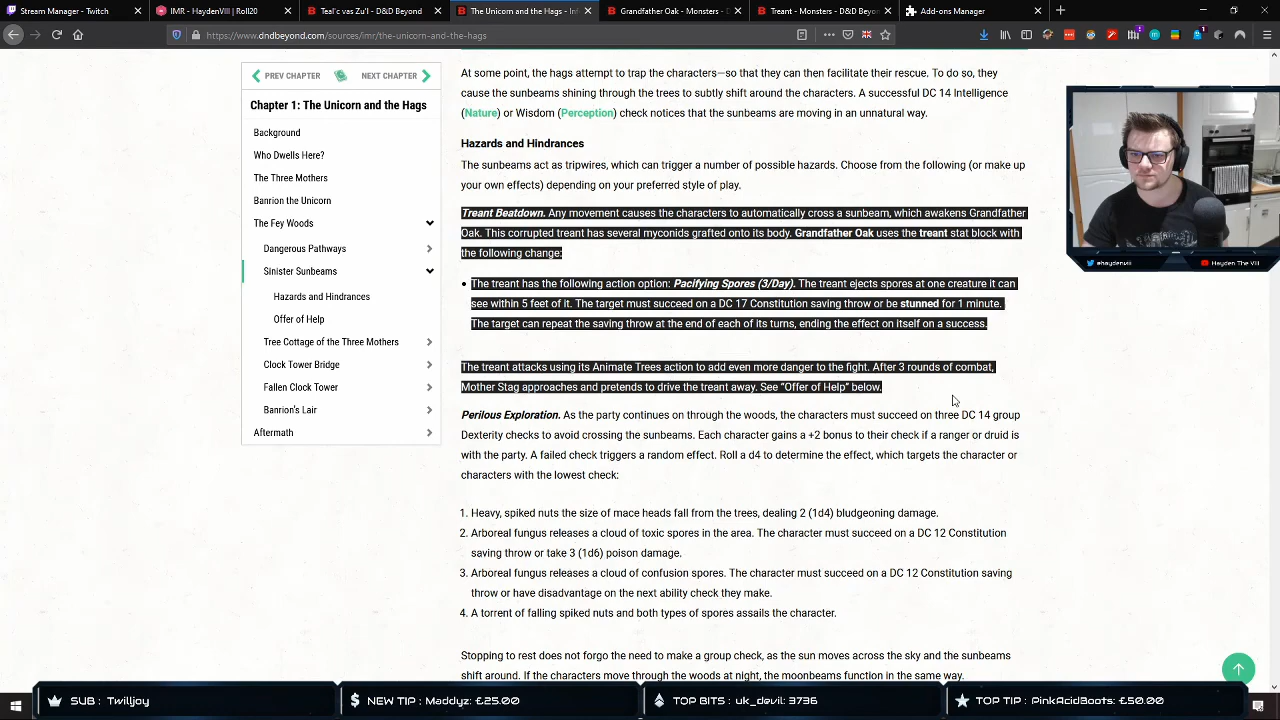 Stream Manager - Twitch
IMR - HaydenVill | Roll20
Teal'c vas Zu'l - D&D Beyond
The Unicorn and the Hags - Inf
Grandfather Oak - Monsters - D
Treant - Monsters - D&D Beyon
Add-ons Manager
https://www.dndbeyond.com/sources/imr/the-unicorn-and-the-hags
PREV CHAPTER
NEXT CHAPTER
Chapter 1: The Unicorn and the Hags
Background
Who Dwells Here?
The Three Mothers
Banrion the Unicorn
The Fey Woods
Dangerous Pathways
Sinister Sunbeams
Hazards and Hindrances
Offer of Help
Tree Cottage of the Three Mothers
Clock Tower Bridge
Fallen Clock Tower
Banrion's Lair
Aftermath
At some point, the hags attempt to trap the characters—so that they can then facilitate their rescue. To do so, they
cause the sunbeams shining through the trees to subtly shift around the characters. A successful DC 14 Intelligence
(Nature) or Wisdom (Perception) check notices that the sunbeams are moving in an unnatural way.
Hazards and Hindrances
The sunbeams act as tripwires, which can trigger a number of possible hazards. Choose from the following (or make up
your own effects) depending on your preferred style of play.
Treant Beatdown. Any movement causes the characters to automatically cross a sunbeam, which awakens Grandfather
Oak. This corrupted treant has several myconids grafted onto its body. Grandfather Oak uses the treant stat block with
the following change:
• The treant has the following action option: Pacifying Spores (3/Day). The treant ejects spores at one creature it can
see within 5 feet of it. The target must succeed on a DC 17 Constitution saving throw or be stunned for 1 minute.
The target can repeat the saving throw at the end of each of its turns, ending the effect on itself on a success.
The treant attacks using its Animate Trees action to add even more danger to the fight. After 3 rounds of combat,
Mother Stag approaches and pretends to drive the treant away. See “Offer of Help” below.
Perilous Exploration. As the party continues on through the woods, the characters must succeed on three DC 14 group
Dexterity checks to avoid crossing the sunbeams. Each character gains a +2 bonus to their check if a ranger or druid is
with the party. A failed check triggers a random effect. Roll a d4 to determine the effect, which targets the character or
characters with the lowest check:
1. Heavy, spiked nuts the size of mace heads fall from the trees, dealing 2 (1d4) bludgeoning damage.
2. Arboreal fungus releases a cloud of toxic spores in the area. The character must succeed on a DC 12 Constitution
saving throw or take 3 (1d6) poison damage.
3. Arboreal fungus releases a cloud of confusion spores. The character must succeed on a DC 12 Constitution saving
throw or have disadvantage on the next ability check they make.
4. A torrent of falling spiked nuts and both types of spores assails the character.
Stopping to rest does not forgo the need to make a group check, as the sun moves across the sky and the sunbeams
shift around. If the characters move through the woods at night, the moonbeams function in the same way.
Hayden The VIII
SUB : Twilljoy
NEW TIP : Maddyz: £25.00
TOP BITS : uk_devil: 3736
TOP TIP : PinkAcidBoots: £50.00